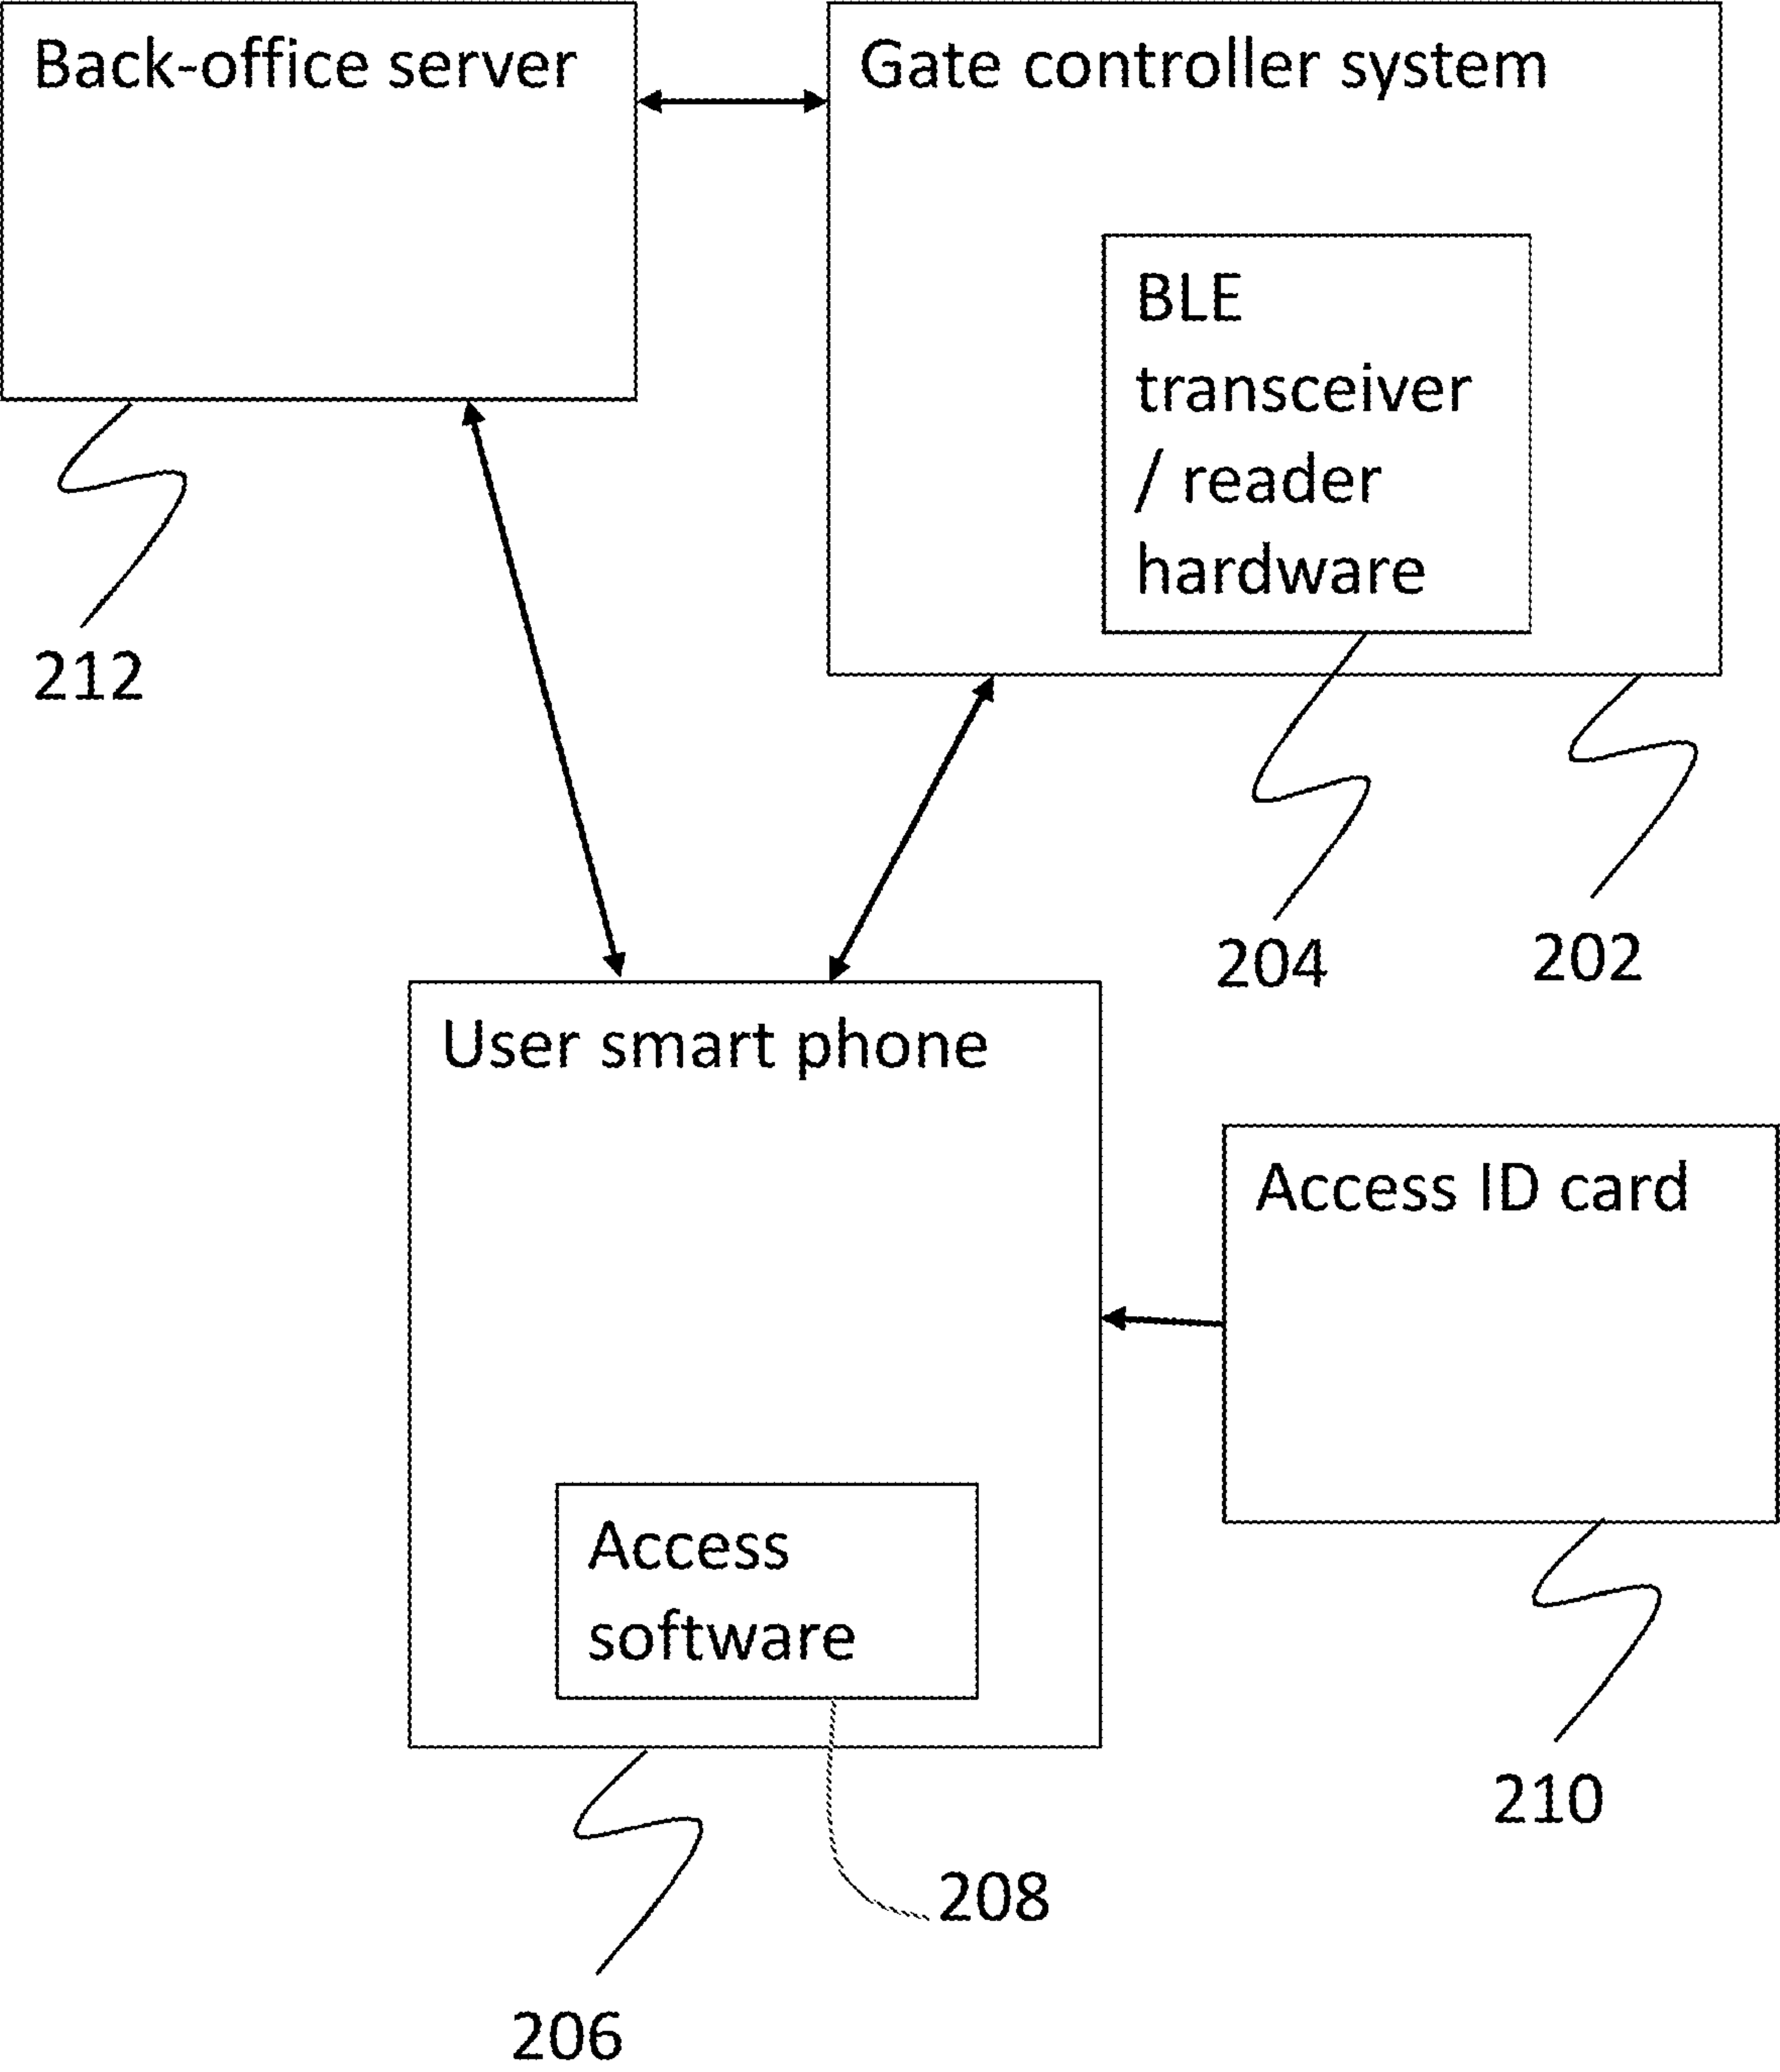 Back-office server
Gate controller system
BLE
transceiver
/ reader
hardware
212
204
202
User smart phone
Access ID card
Access
software
210
208
206